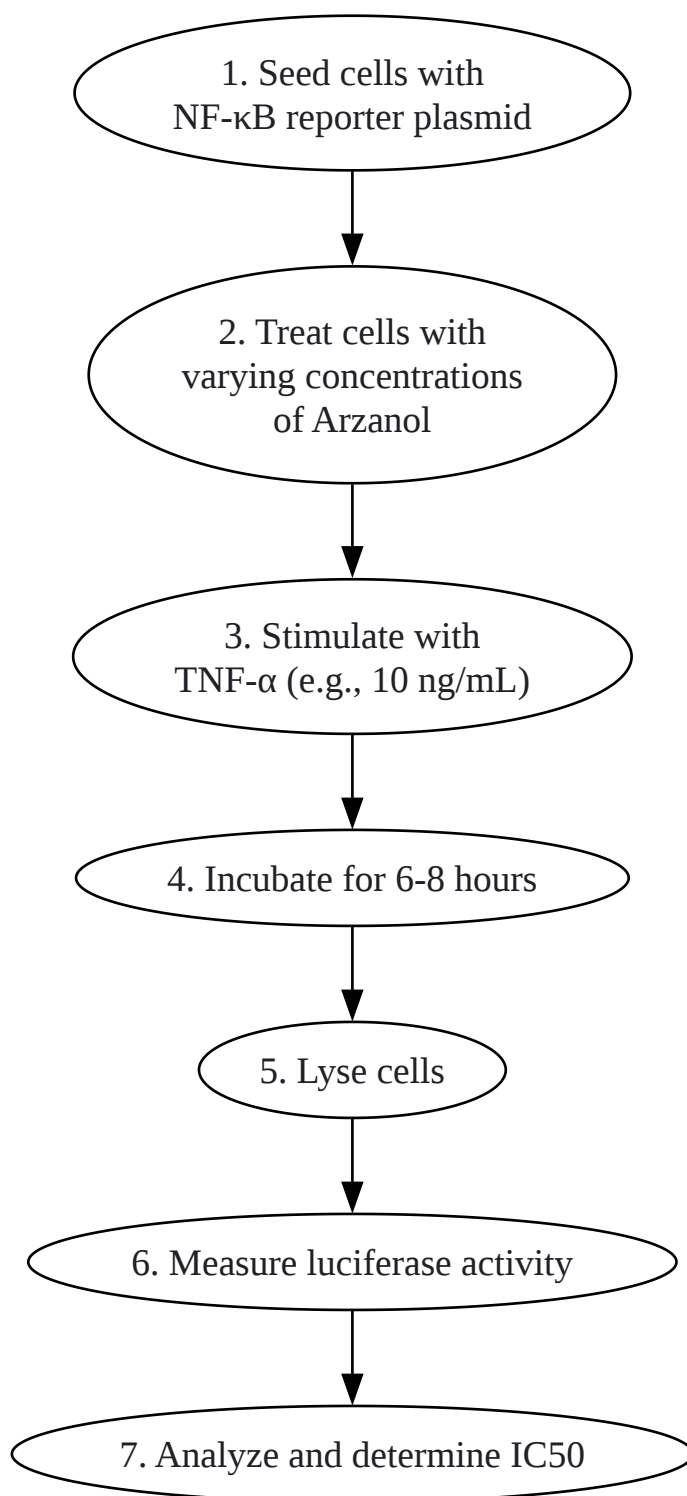 1. Seed cells with
NF-κB reporter plasmid
2. Treat cells with
varying concentrations
of Arzanol
3. Stimulate with
TNF-α (e.g., 10 ng/mL)
4. Incubate for 6-8 hours
5. Lyse cells
6. Measure luciferase activity
7. Analyze and determine IC50